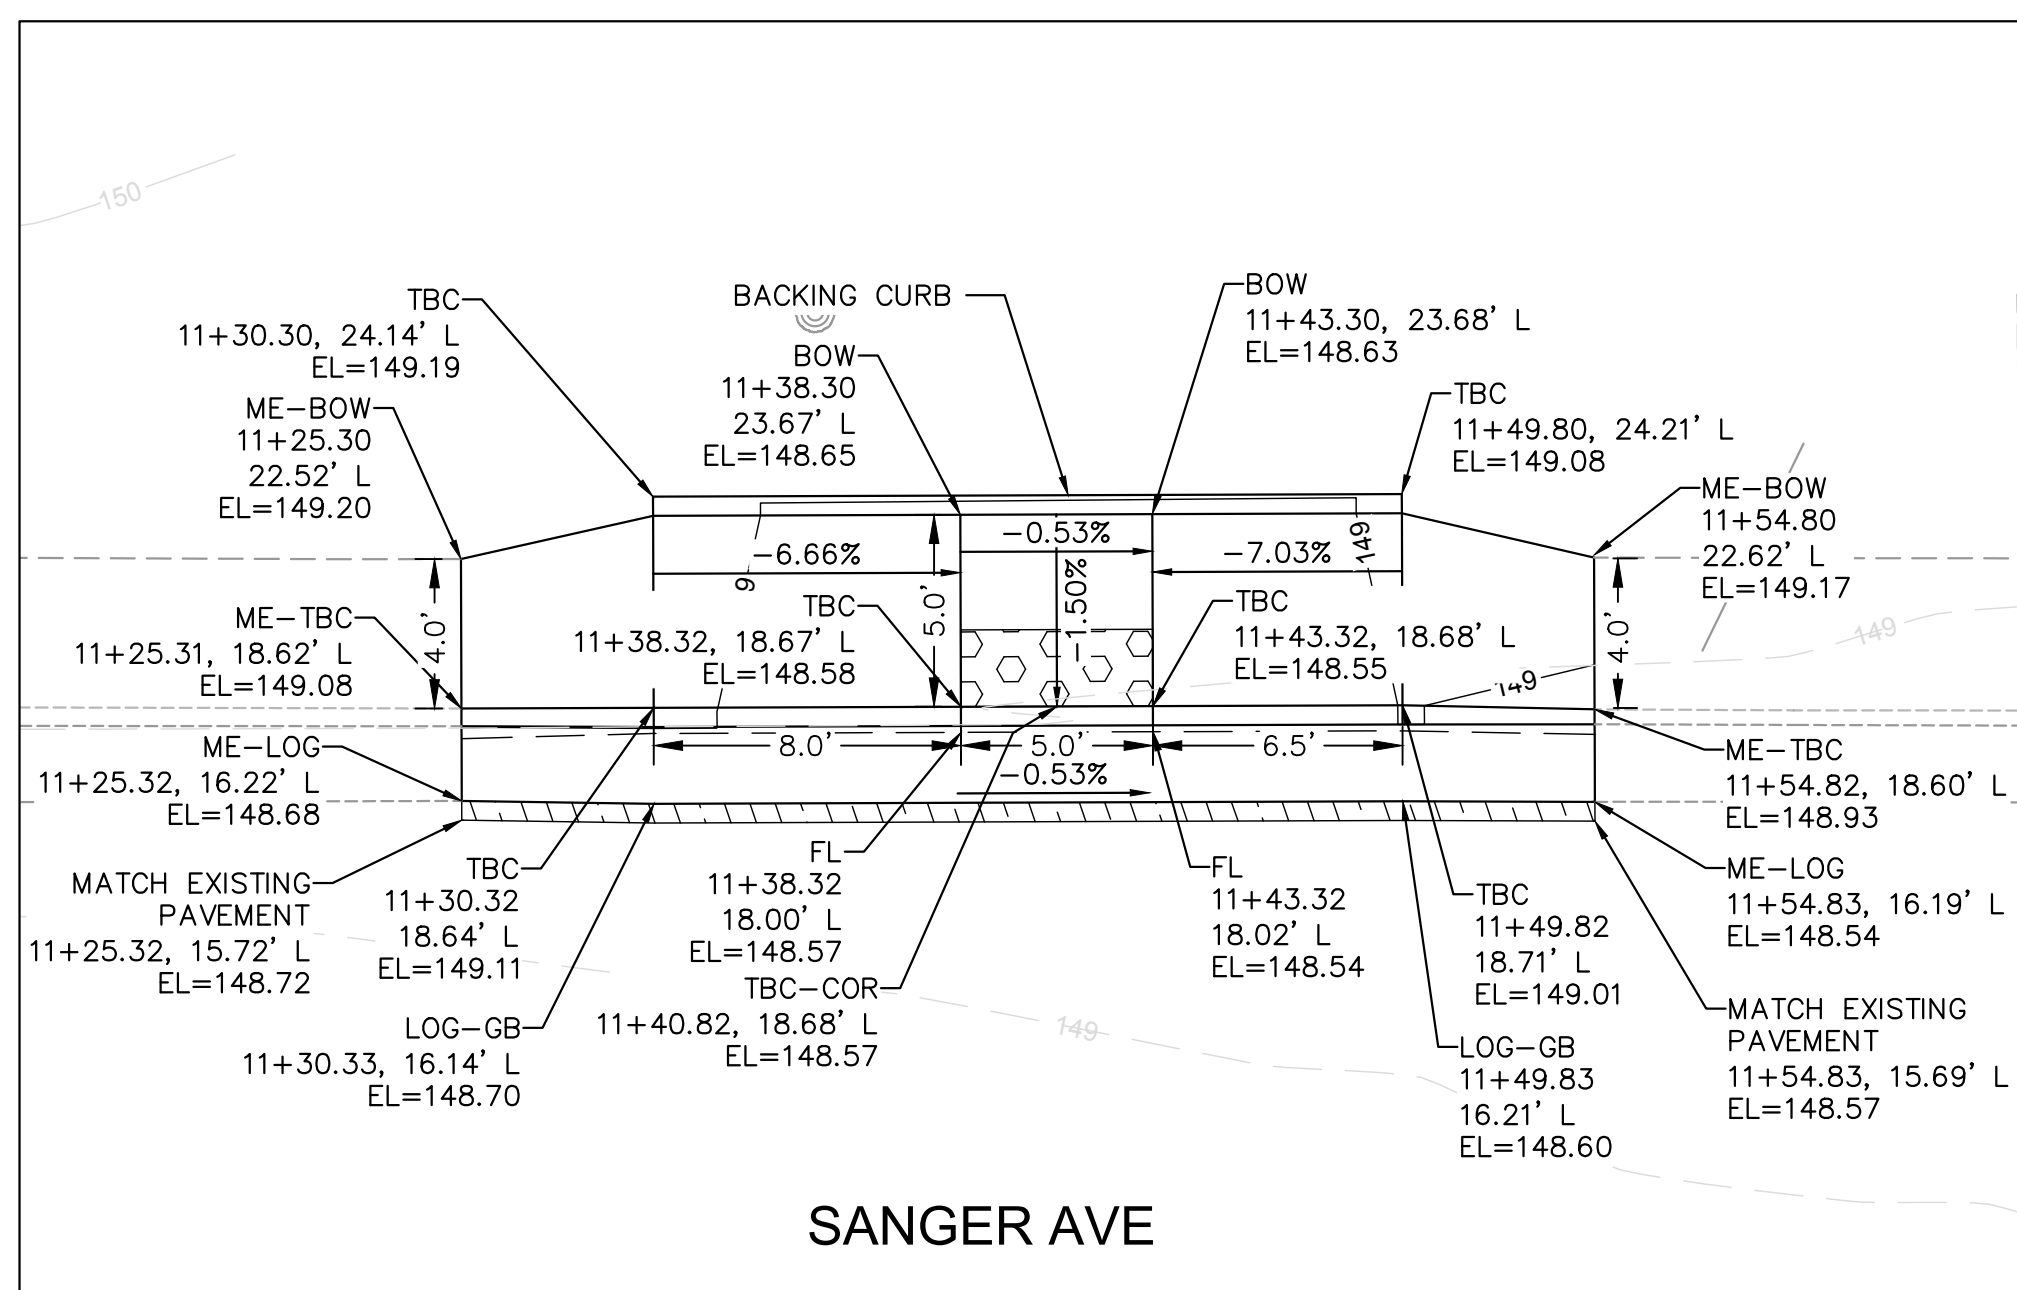 150
TBC
11+30.30, 24.14' L
EL=149.19
ME-BOW
11+25.30
22.52' L
EL=149.20
BACKING CURB
BOW
11+38.30
23.67' L
EL=148.65
BOW
11+43.30, 23.68' L
EL=148.63
TBC
11+49.80, 24.21' L
EL=149.08
ME-BOW
11+54.80
22.62' L
EL=149.17
-6.66%
-0.53%
-7.03%
149
9
-1.50%
5.0'
4.0'
4.0'
ME-TBC
11+25.31, 18.62' L
EL=149.08
TBC
11+38.32, 18.67' L
EL=148.58
TBC
11+43.32, 18.68' L
EL=148.55
149
149
8.0'
5.0'
6.5'
-0.53%
ME-LOG
11+25.32, 16.22' L
EL=148.68
ME-TBC
11+54.82, 18.60' L
EL=148.93
MATCH EXISTING
PAVEMENT
11+25.32, 15.72' L
EL=148.72
TBC
11+30.32
18.64' L
EL=149.11
FL
11+38.32
18.00' L
EL=148.57
FL
11+43.32
18.02' L
EL=148.54
TBC
11+49.82
18.71' L
EL=149.01
ME-LOG
11+54.83, 16.19' L
EL=148.54
LOG-GB
11+30.33, 16.14' L
EL=148.70
TBC-COR
11+40.82, 18.68' L
EL=148.57
149
LOG-GB
11+49.83
16.21' L
EL=148.60
MATCH EXISTING
PAVEMENT
11+54.83, 15.69' L
EL=148.57
SANGER AVE